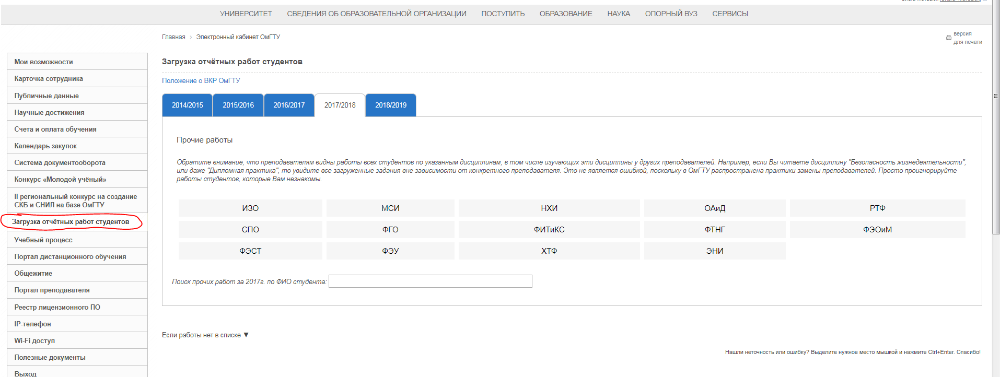 УНИВЕРСИТЕТ СВЕДЕНИЯ ОБ ОБРАЗОВАТЕЛЬНОЙ ОРГАНИЗАЦИИ ПОСТУПИТЬ ОБРАЗОВАНИЕ НАУКА ОПОРНЫЙ ВУЗ СЕРВИСЫ
Главная › Электронный кабинет ОмГТУ
версия
для печати
Мои возможности
Карточка сотрудника
Публичные данные
Научные достижения
Счета и оплата обучения
Календарь закупок
Система документооборота
Конкурс «Молодой учёный»
II региональный конкурс на создание
СКБ и СНИЛ на базе ОмГТУ
Загрузка отчётных работ студентов
Учебный процесс
Портал дистанционного обучения
Общежитие
Портал преподавателя
Реестр лицензионного ПО
IP-телефон
Wi-Fi доступ
Полезные документы
Выход
Загрузка отчётных работ студентов
Положение о ВКР ОмГТУ
2014/2015 2015/2016 2016/2017 2017/2018 2018/2019
Прочие работы
Обратите внимание, что преподавателям видны работы всех студентов по указанным дисциплинам, в том числе изучающих эти дисциплины у других преподавателей. Например, если Вы читаете дисциплину "Безопасность жизнедеятельности",
или даже "Дипломная практика", то увидите все загруженные задания вне зависимости от конкретного преподавателя. Это не является ошибкой, поскольку в ОмГТУ распространена практики замены преподавателей. Просто проигнорируйте
работы студентов, которые Вам незнакомы.
ИЗО МСИ НХИ ОАиД РТФ
СПО ФГО ФИТиКС ФТНГ ФЭОиМ
ФЭСТ ФЭУ ХТФ ЭНИ
Поиск прочих работ за 2017г. по ФИО студента:
Если работы нет в списке ▼
Нашли неточность или ошибку? Выделите нужное место мышкой и нажмите Ctrl+Enter. Спасибо!